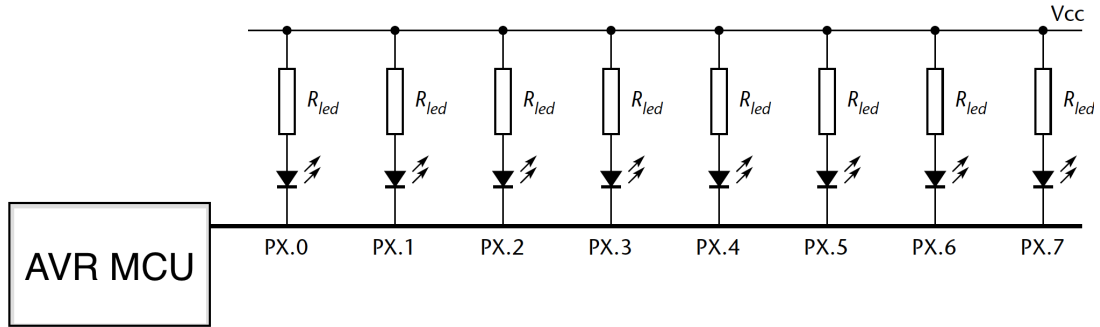 Vcc
R_led R_led R_led R_led R_led R_led R_led R_led
PX.0 PX.1 PX.2 PX.3 PX.4 PX.5 PX.6 PX.7
AVR MCU